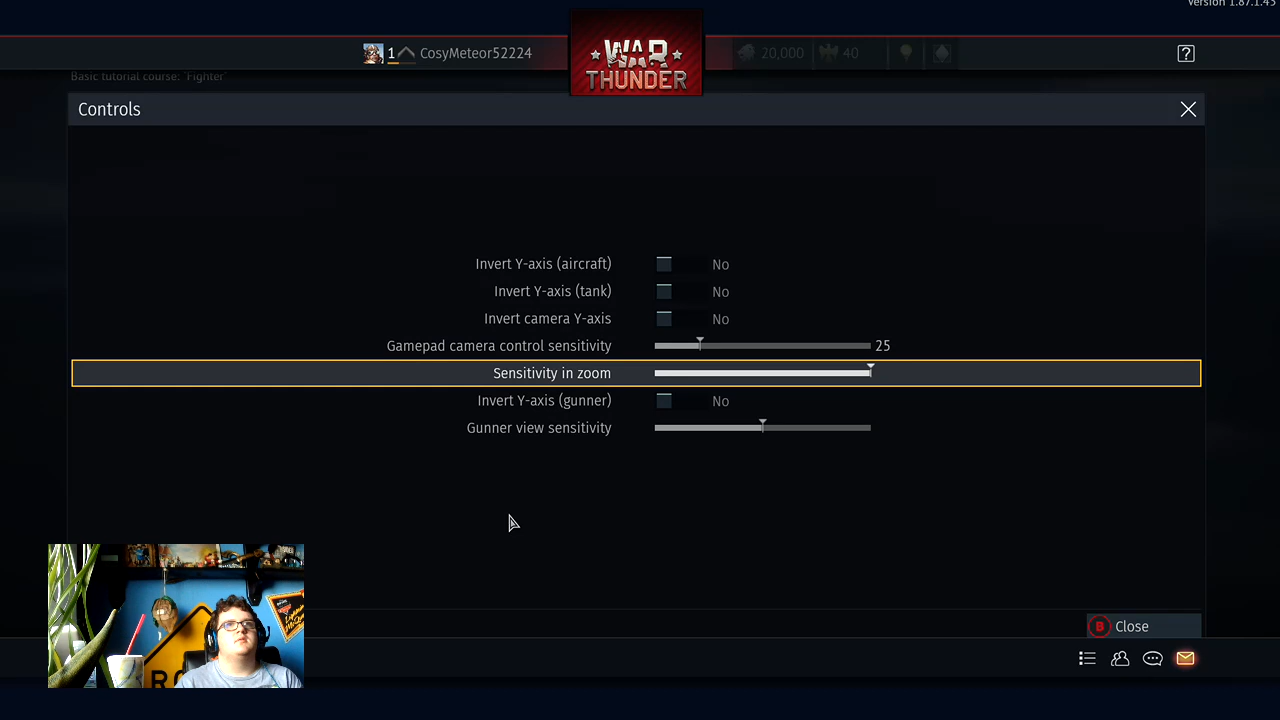 Version 1.87.1.45
1 CosyMeteor52224
WAR THUNDER
20,000
40
?
Basic tutorial course: 'Fighter'
Controls
Invert Y-axis (aircraft) No
Invert Y-axis (tank) No
Invert camera Y-axis No
Gamepad camera control sensitivity 25
Sensitivity in zoom
Invert Y-axis (gunner) No
Gunner view sensitivity
B Close